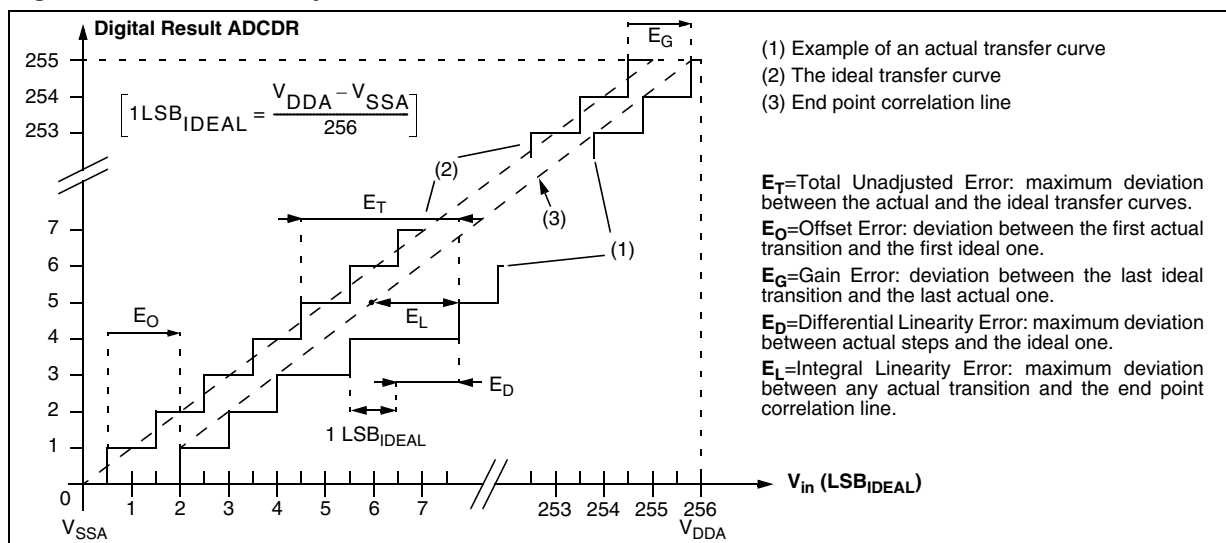 Digital Result ADCDR
E_G
255
254
253
[1LSB_IDEAL = (V_DDA – V_SSA) / 256]
(2)
E_T
(3)
7
(1)
6
5
E_L
E_O
4
3
E_D
2
1 LSB_IDEAL
1
0
1 2 3 4 5 6 7 253 254 255 256
V_in (LSB_IDEAL)
V_SSA
V_DDA
(1) Example of an actual transfer curve
(2) The ideal transfer curve
(3) End point correlation line
E_T=Total Unadjusted Error: maximum deviation
between the actual and the ideal transfer curves.
E_O=Offset Error: deviation between the first actual
transition and the first ideal one.
E_G=Gain Error: deviation between the last ideal
transition and the last actual one.
E_D=Differential Linearity Error: maximum deviation
between actual steps and the ideal one.
E_L=Integral Linearity Error: maximum deviation
between any actual transition and the end point
correlation line.